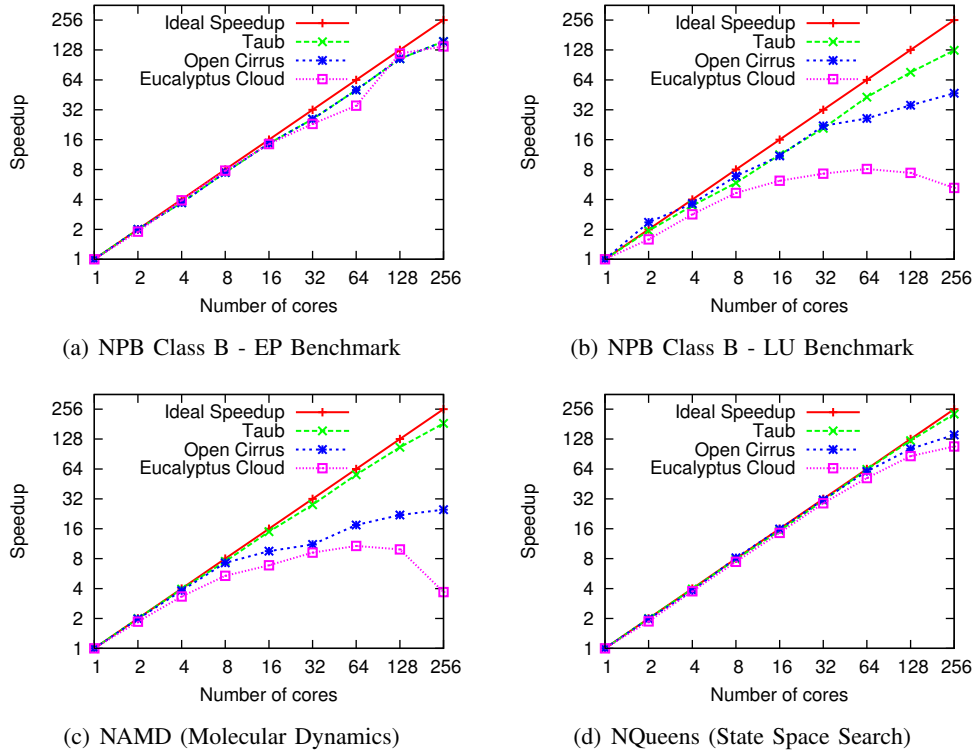 256
128
64
32
16
8
4
2
1
Speedup
Ideal Speedup
Taub
Open Cirrus
Eucalyptus Cloud
1 2 4 8 16 32 64 128 256
Number of cores
(a) NPB Class B - EP Benchmark
256
128
64
32
16
8
4
2
1
Speedup
Ideal Speedup
Taub
Open Cirrus
Eucalyptus Cloud
1 2 4 8 16 32 64 128 256
Number of cores
(b) NPB Class B - LU Benchmark
256
128
64
32
16
8
4
2
1
Speedup
Ideal Speedup
Taub
Open Cirrus
Eucalyptus Cloud
1 2 4 8 16 32 64 128 256
Number of cores
(c) NAMD (Molecular Dynamics)
256
128
64
32
16
8
4
2
1
Speedup
Ideal Speedup
Taub
Open Cirrus
Eucalyptus Cloud
1 2 4 8 16 32 64 128 256
Number of cores
(d) NQueens (State Space Search)